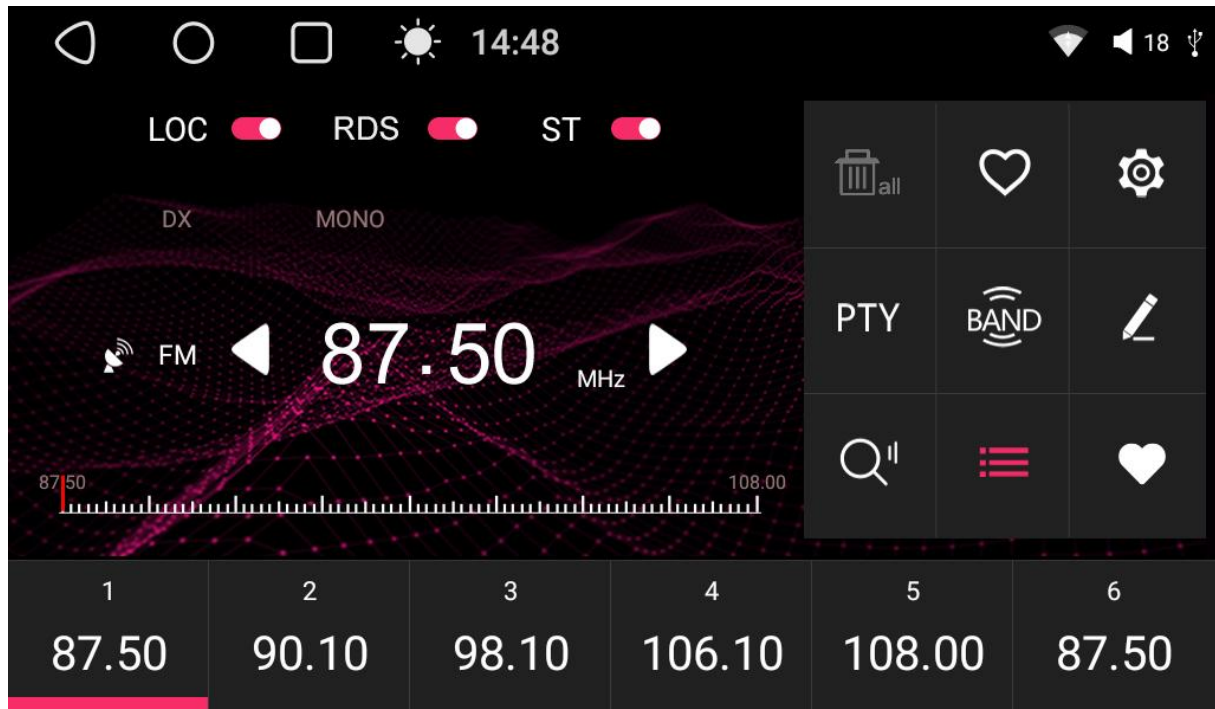 14:48
18
LOC RDS ST
all
DX MONO
PTY BAND
FM 87.50 MHz
87.50 108.00
1 2 3 4 5 6
87.50 90.10 98.10 106.10 108.00 87.50